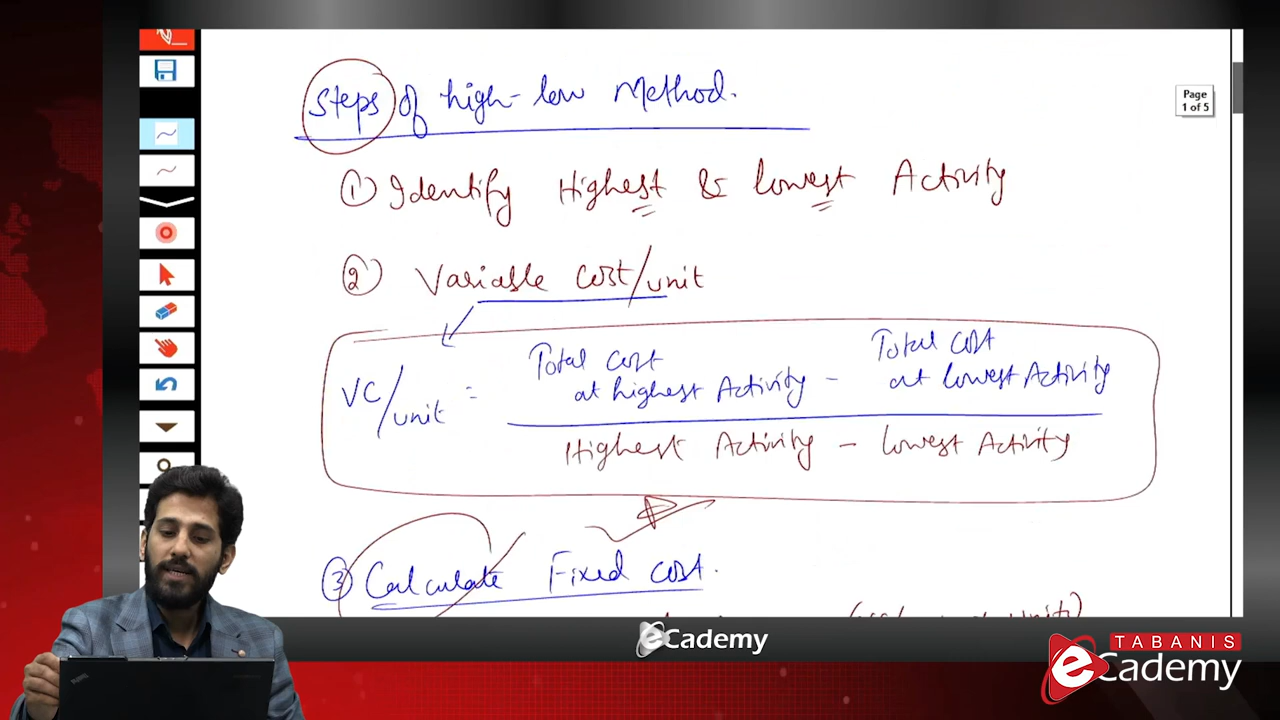 Steps of high-low Method.
Page
1 of 5
① Identify Highest & lowest Activity
② Variable Cost/unit
VC/unit = Total cost at highest Activity - Total cost at lowest Activity
Highest Activity - lowest Activity
③ Calculate Fixed cost.
eCademy
TABANIS
eCademy